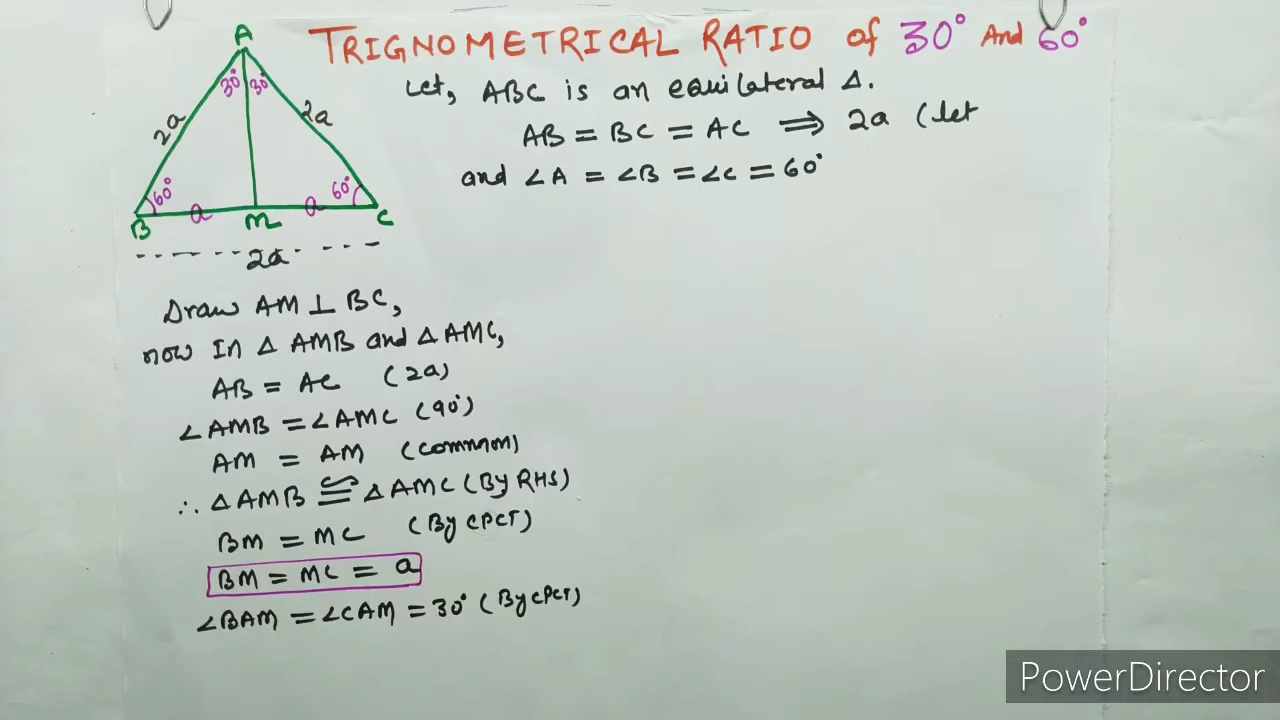 TRIGNOMETRICAL RATIO of 30° And 60°
Let, ABC is an equilateral Δ.
AB = BC = AC ⟹ 2a (let
and ∠A = ∠B = ∠C = 60°
A
30° 30°
2a 2a
60° 60°
B a M a C
2a
Draw AM ⊥ BC,
now In Δ AMB and Δ AMC,
AB = AC (2a)
∠AMB = ∠AMC (90°)
AM = AM (common)
∴ ΔAMB ≅ ΔAMC (By RHS)
BM = MC (By CPCT)
BM = MC = a
∠BAM = ∠CAM = 30° (By CPCT)
PowerDirector